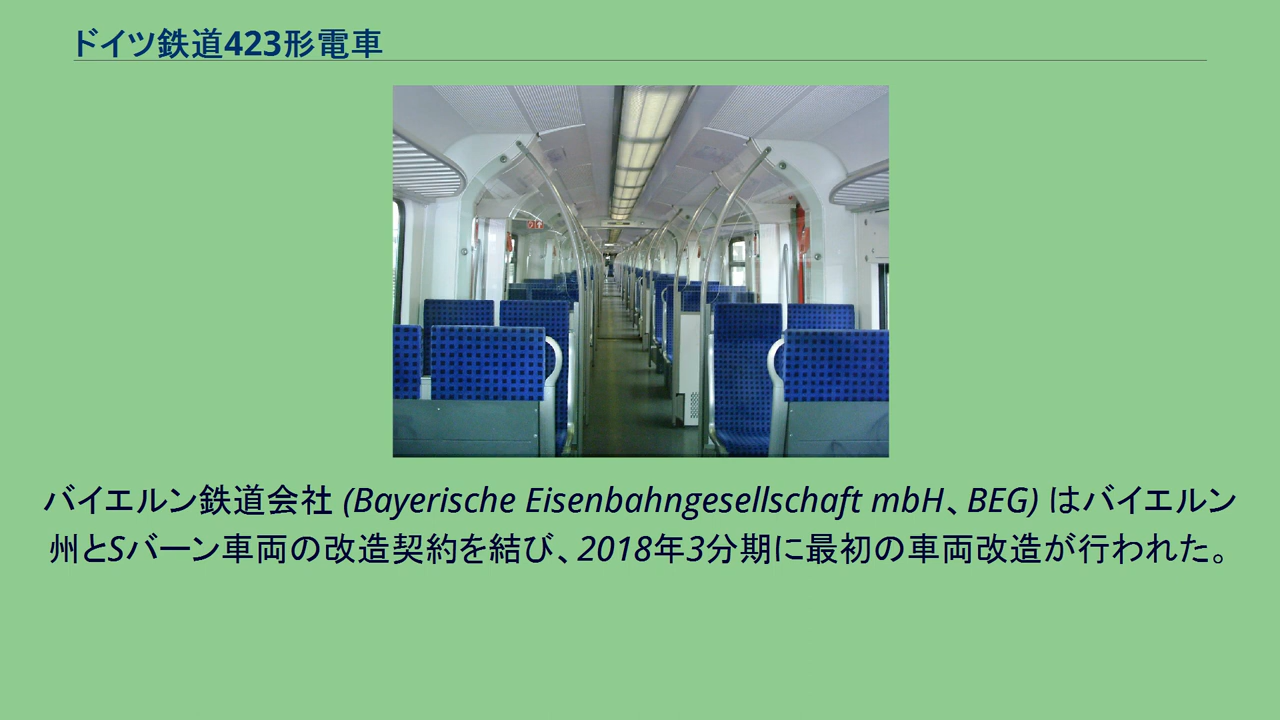 ドイツ鉄道423形電車
バイエルン鉄道会社 (Bayerische Eisenbahngesellschaft mbH、BEG) はバイエルン
州とSバーン車両の改造契約を結び、2018年3分期に最初の車両改造が行われた。